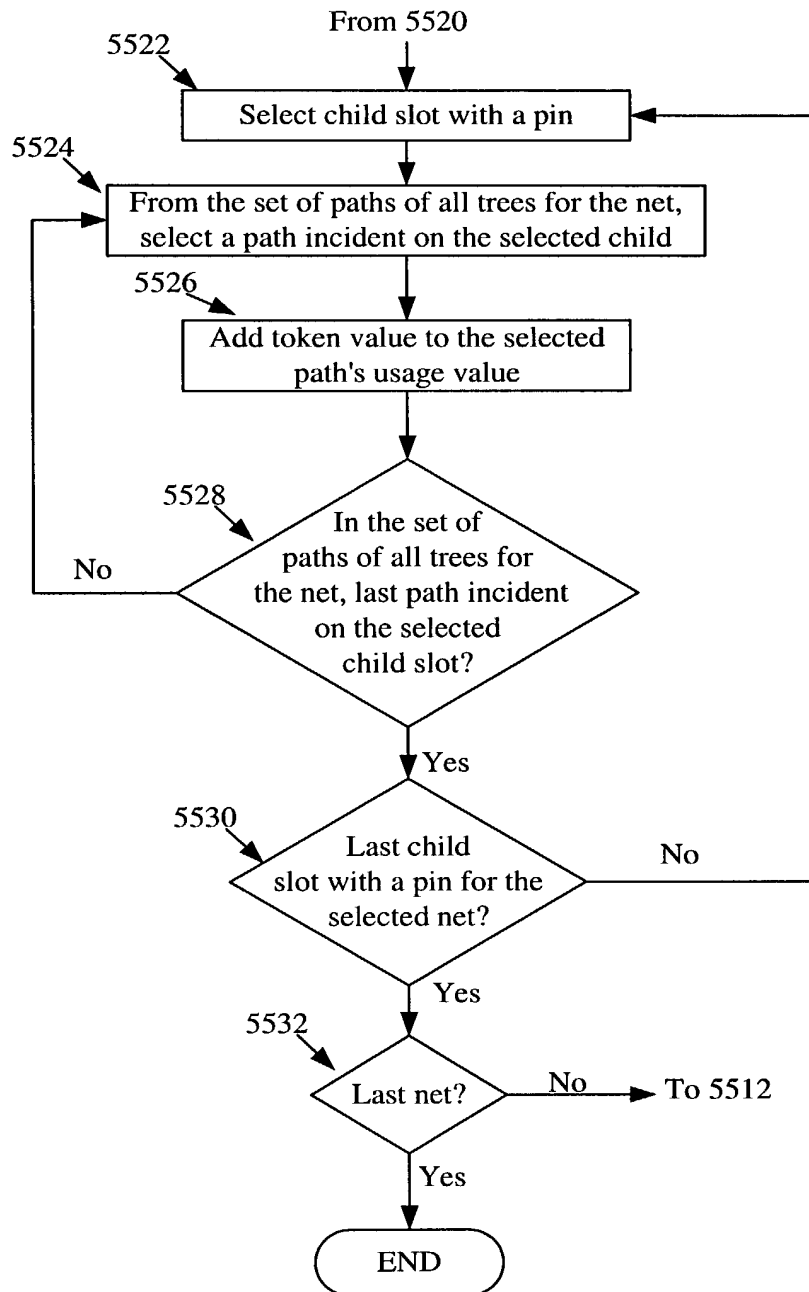 From 5520
5522
Select child slot with a pin
5524
From the set of paths of all trees for the net,
select a path incident on the selected child
5526
Add token value to the selected
path's usage value
5528
In the set of
paths of all trees for
the net, last path incident
on the selected
child slot?
No
Yes
5530
Last child
slot with a pin for the
selected net?
No
Yes
5532
Last net?
No
To 5512
Yes
END